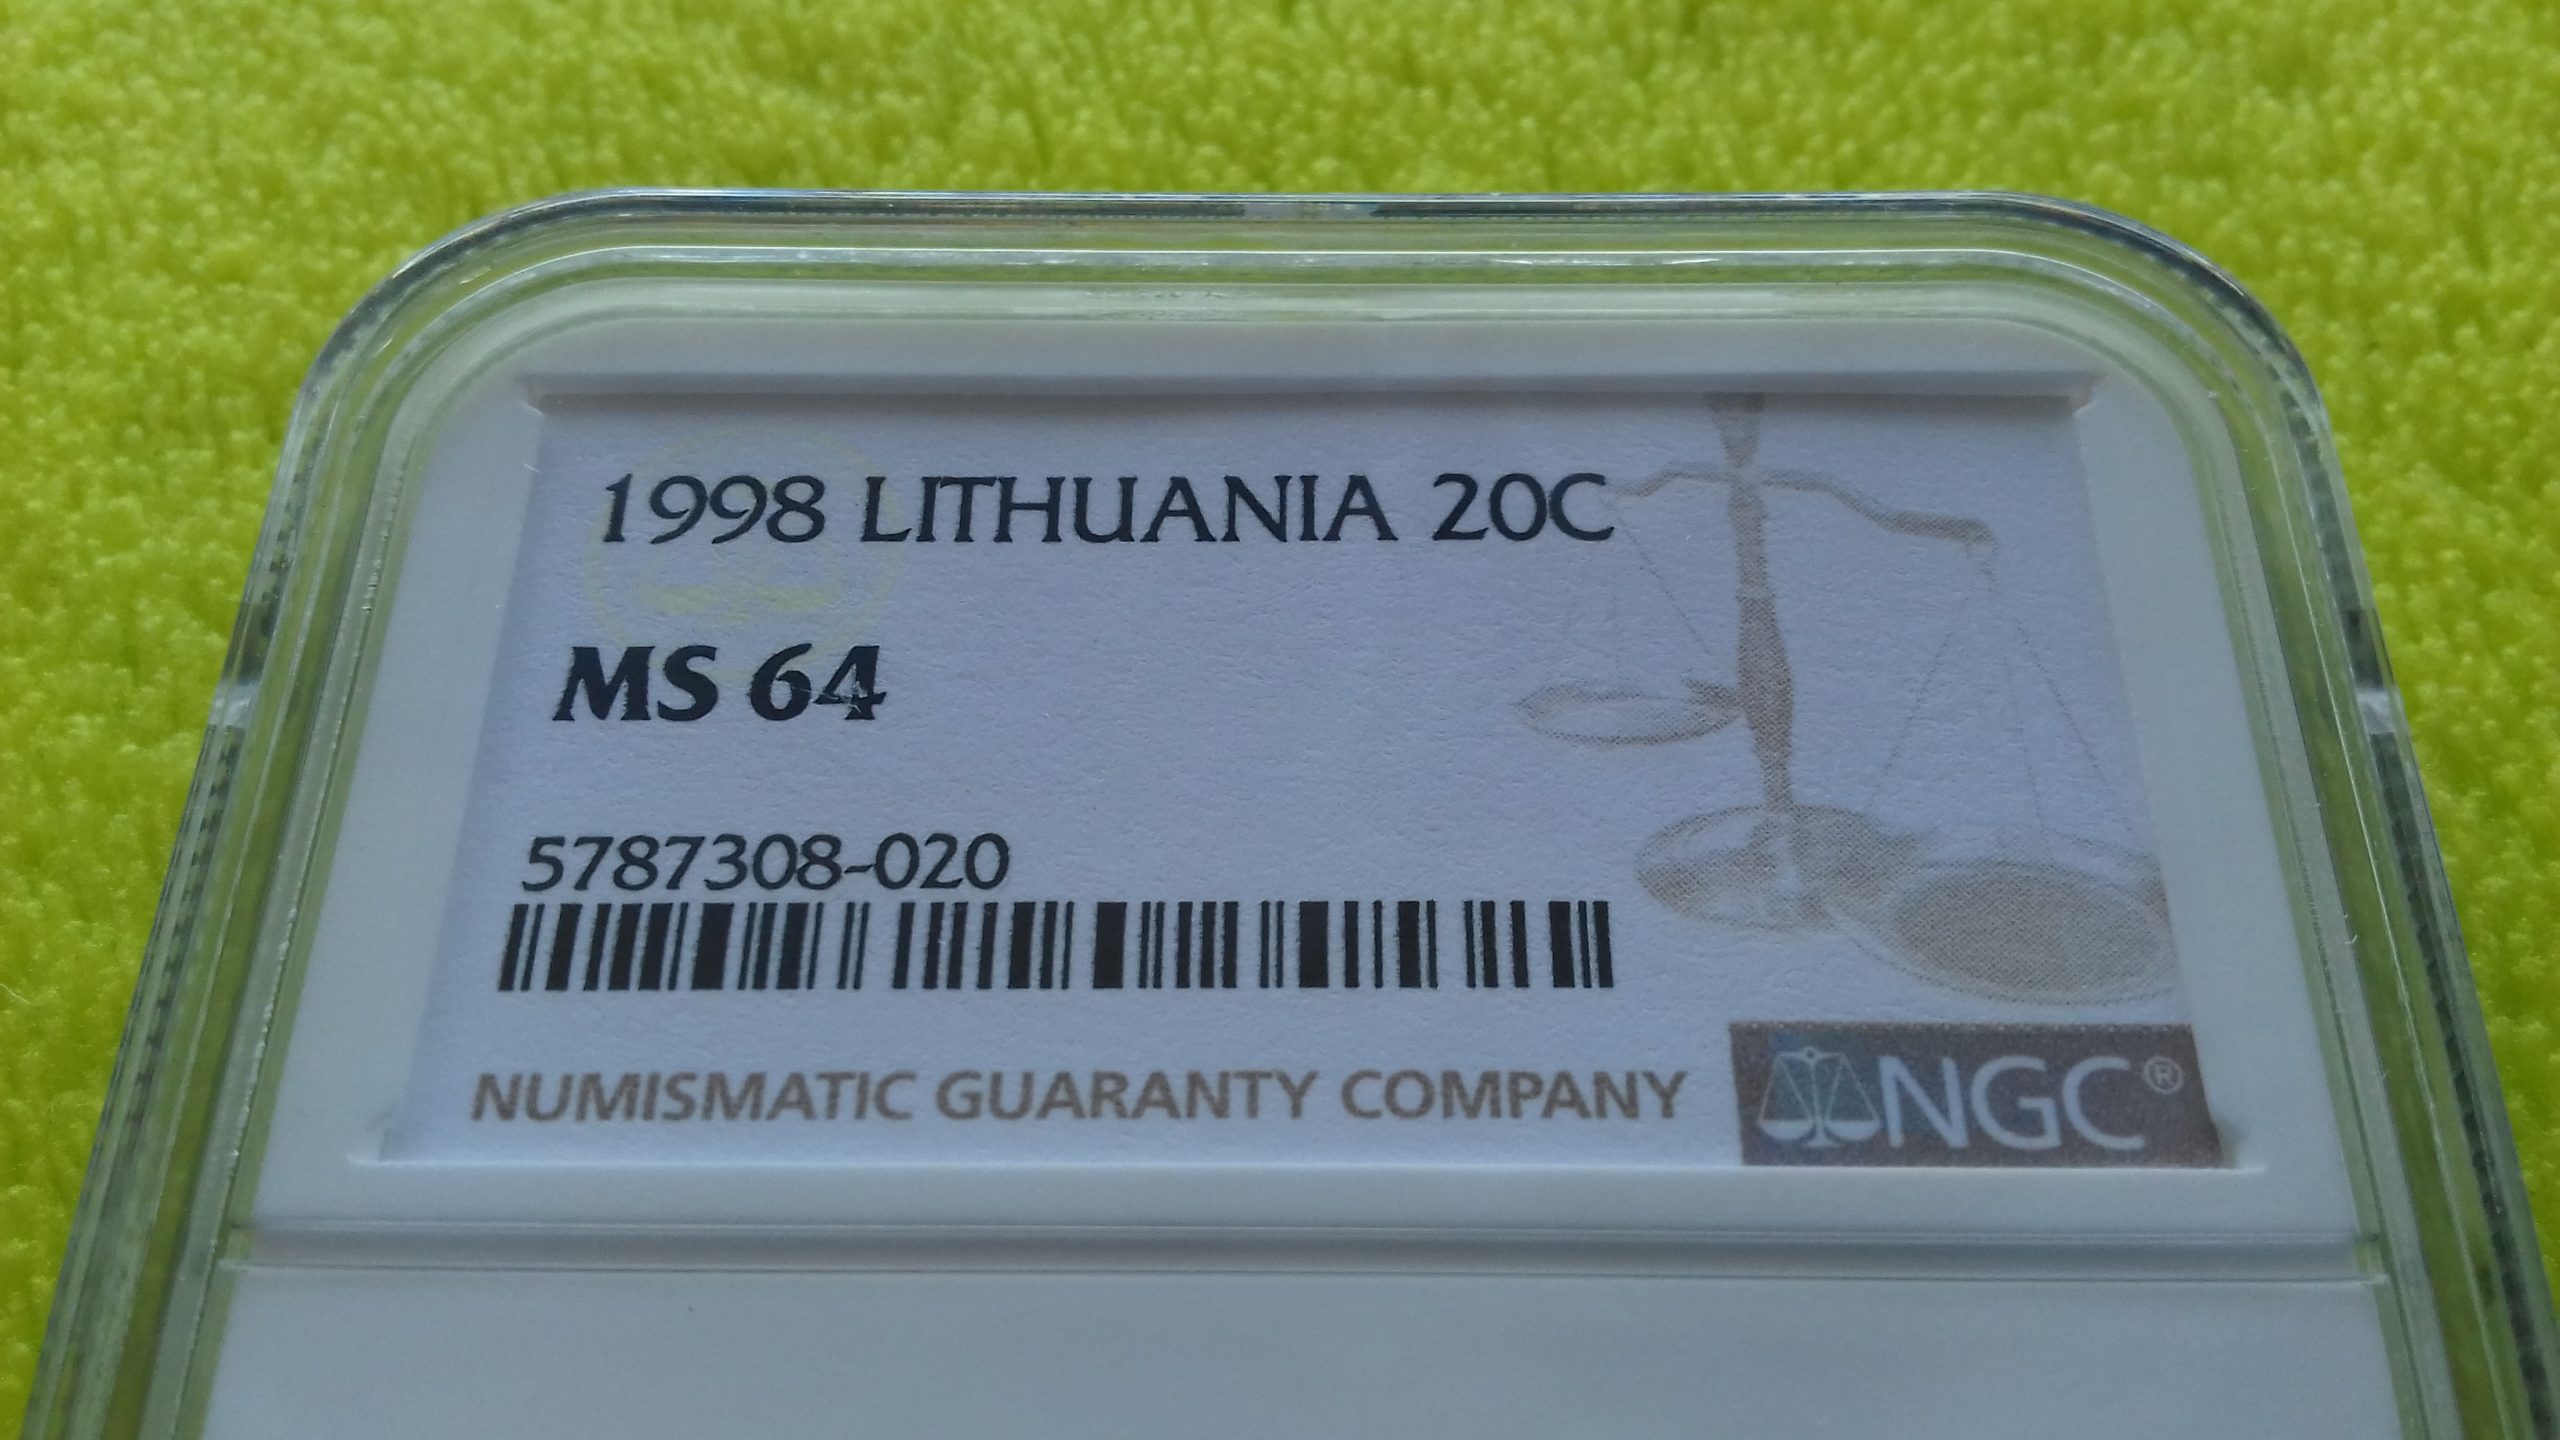 1998 LITHUANIA 20C
MS 64
5787308-020
NUMISMATIC GUARANTY COMPANY
NGC®